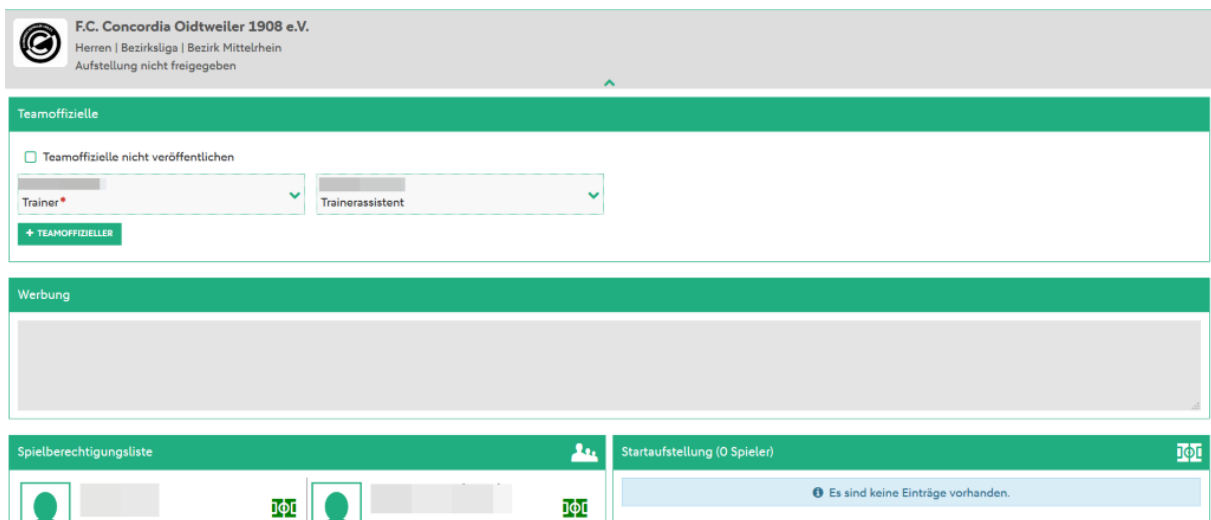 F.C. Concordia Oidtweiler 1908 e.V.
Herren | Bezirksliga | Bezirk Mittelrhein
Aufstellung nicht freigegeben
Teamoffizielle
Teamoffizielle nicht veröffentlichen
Trainer*
Trainerassistent
+ TEAMOFFIZIELLER
Werbung
Spielberechtigungsliste
Startaufstellung (0 Spieler)
Es sind keine Einträge vorhanden.